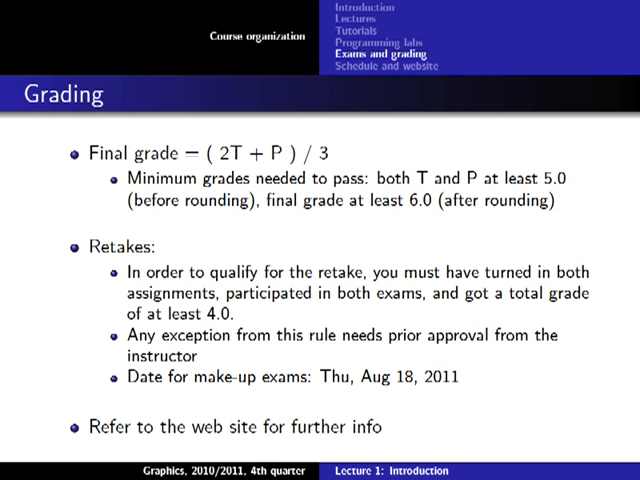 Course organization
Introduction
Lectures
Tutorials
Programming labs
Exams and grading
Schedule and website
Grading
Final grade = ( 2T + P ) / 3
Minimum grades needed to pass: both T and P at least 5.0
(before rounding), final grade at least 6.0 (after rounding)
Retakes:
In order to qualify for the retake, you must have turned in both
assignments, participated in both exams, and got a total grade
of at least 4.0.
Any exception from this rule needs prior approval from the
instructor
Date for make-up exams: Thu, Aug 18, 2011
Refer to the web site for further info
Graphics, 2010/2011, 4th quarter
Lecture 1: Introduction